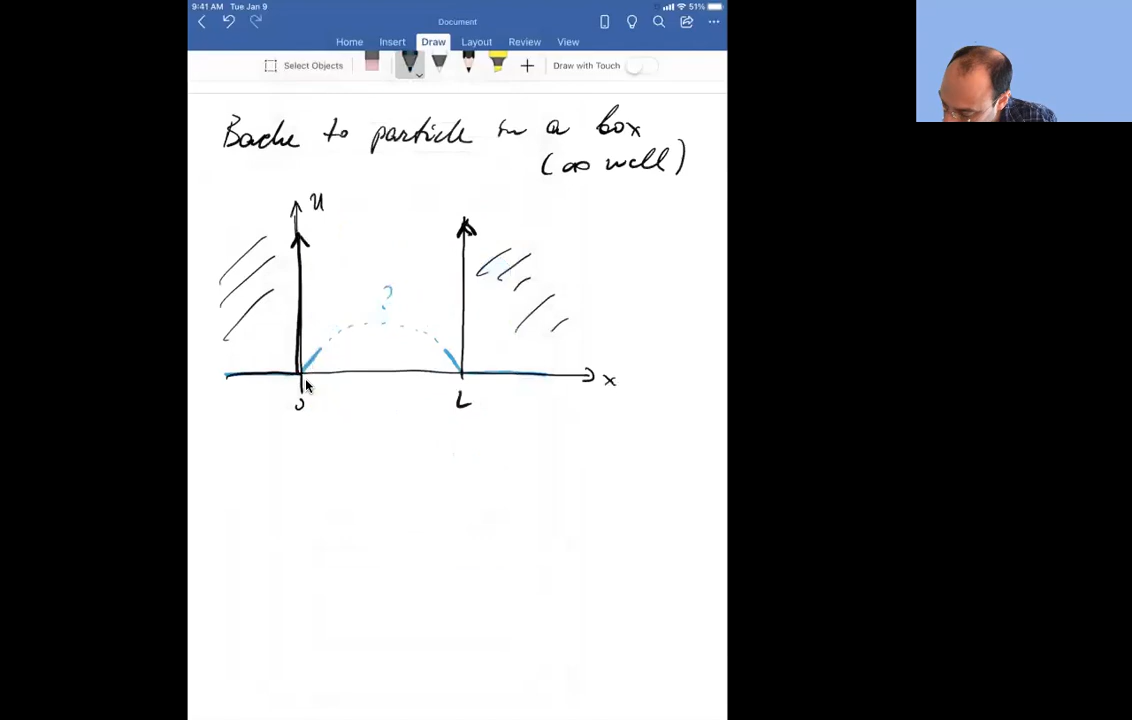 9:41 AM Tue Jan 9
51%
Document
Home Insert Draw Layout Review View
Select Objects
Draw with Touch
Back to particle in a box
(∞ well)
U
?
x
0 L